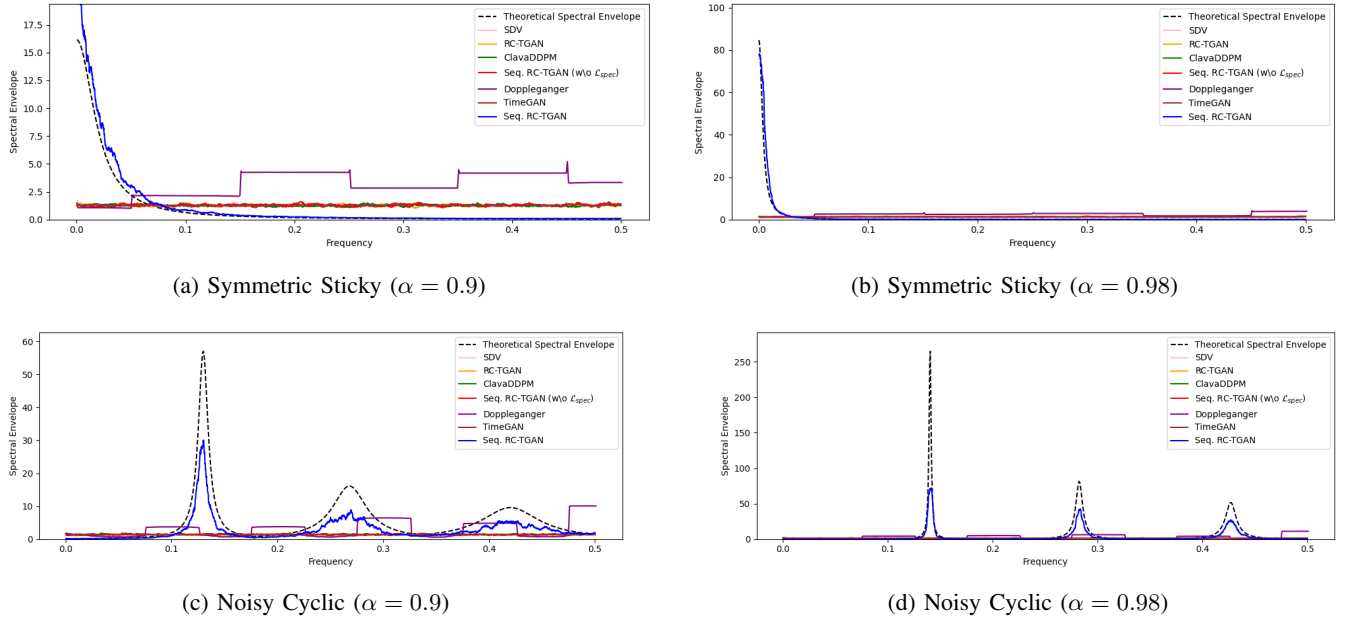 17.5
15.0
12.5
10.0
7.5
5.0
2.5
0.0
Spectral Envelope
0.0 0.1 0.2 0.3 0.4 0.5
Frequency
Theoretical Spectral Envelope
SDV
RC-TGAN
ClavaDDPM
Seq. RC-TGAN (w\o ℒspec)
Doppleganger
TimeGAN
Seq. RC-TGAN
(a) Symmetric Sticky (α = 0.9)
100
80
60
40
20
0
Spectral Envelope
0.0 0.1 0.2 0.3 0.4 0.5
Frequency
Theoretical Spectral Envelope
SDV
RC-TGAN
ClavaDDPM
Seq. RC-TGAN (w\o ℒspec)
Doppleganger
TimeGAN
Seq. RC-TGAN
(b) Symmetric Sticky (α = 0.98)
60
50
40
30
20
10
0
Spectral Envelope
0.0 0.1 0.2 0.3 0.4 0.5
Frequency
Theoretical Spectral Envelope
SDV
RC-TGAN
ClavaDDPM
Seq. RC-TGAN (w\o ℒspec)
Doppleganger
TimeGAN
Seq. RC-TGAN
(c) Noisy Cyclic (α = 0.9)
250
200
150
100
50
0
Spectral Envelope
0.0 0.1 0.2 0.3 0.4 0.5
Frequency
Theoretical Spectral Envelope
SDV
RC-TGAN
ClavaDDPM
Seq. RC-TGAN (w\o ℒspec)
Doppleganger
TimeGAN
Seq. RC-TGAN
(d) Noisy Cyclic (α = 0.98)